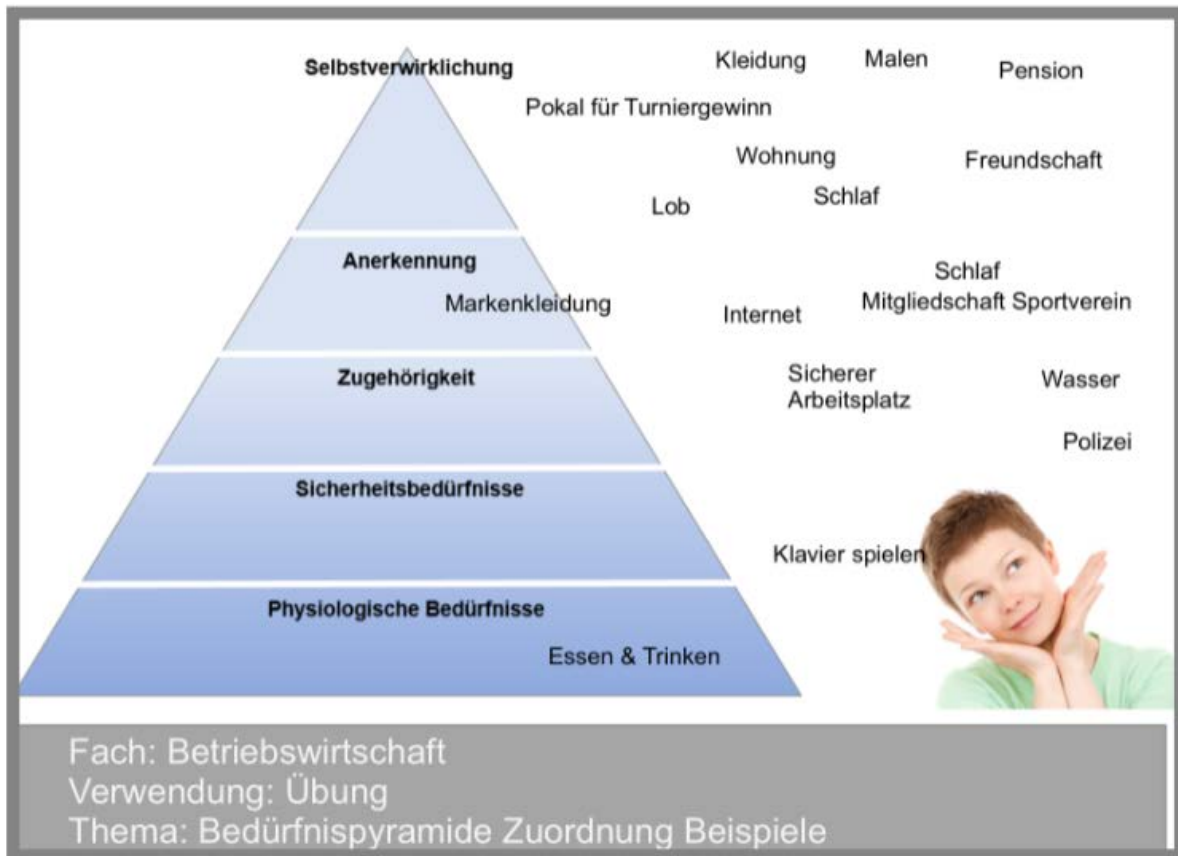 Selbstverwirklichung
Kleidung
Malen
Pension
Pokal für Turniergewinn
Wohnung
Freundschaft
Lob
Schlaf
Anerkennung
Markenkleidung
Schlaf
Internet
Mitgliedschaft Sportverein
Zugehörigkeit
Sicherer
Arbeitsplatz
Wasser
Polizei
Sicherheitsbedürfnisse
Klavier spielen
Physiologische Bedürfnisse
Essen & Trinken
Fach: Betriebswirtschaft
Verwendung: Übung
Thema: Bedürfnispyramide Zuordnung Beispiele